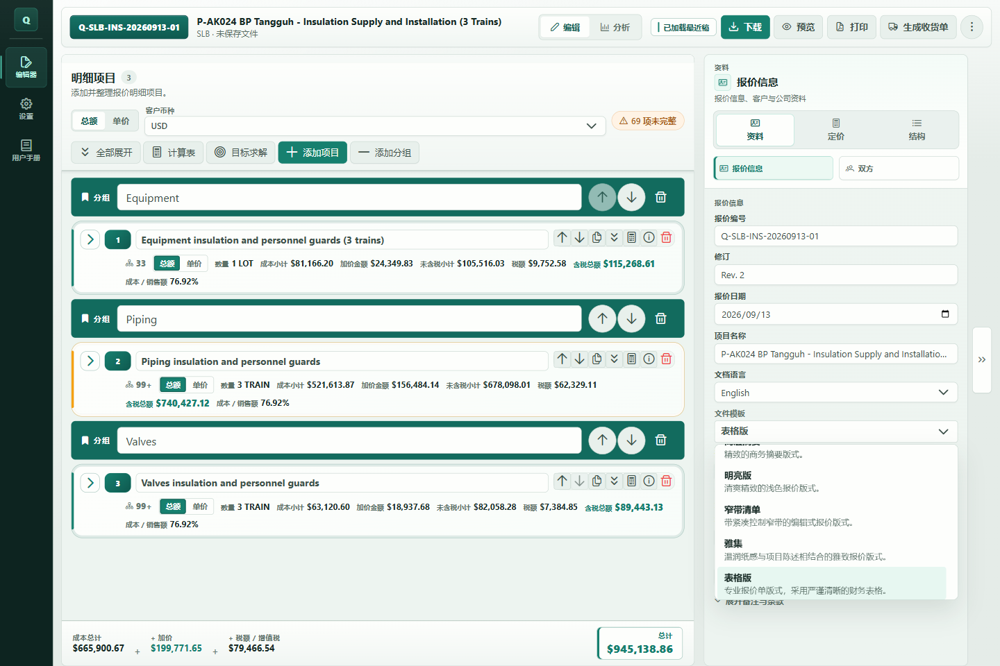 Q
编辑器
设置
用户手册
Q-SLB-INS-20260913-01
P-AK024 BP Tangguh - Insulation Supply and Installation (3 Trains)
SLB · 未保存文件
编辑
分析
已加载最近稿
下载
预览
打印
生成收货单
明细项目 3
添加并整理报价明细项目。
总额 单价
客户币种
USD
69 项未完整
全部展开
计算表
目标求解
添加项目
添加分组
分组 Equipment
1 Equipment insulation and personnel guards (3 trains)
33 总额 单价 数量 1 LOT 成本小计 $81,166.20 加价金额 $24,349.83 未含税小计 $105,516.03 税额 $9,752.58 含税总额 $115,268.61
成本 / 销售额 76.92%
分组 Piping
2 Piping insulation and personnel guards
99+ 总额 单价 数量 3 TRAIN 成本小计 $521,613.87 加价金额 $156,484.14 未含税小计 $678,098.01 税额 $62,329.11
含税总额 $740,427.12 成本 / 销售额 76.92%
分组 Valves
3 Valves insulation and personnel guards
99+ 总额 单价 数量 3 TRAIN 成本小计 $63,120.60 加价金额 $18,937.68 未含税小计 $82,058.28 税额 $7,384.85 含税总额 $89,443.13
成本 / 销售额 76.92%
成本总计
$665,900.67
+
+ 加价
$199,771.65
+
+ 税额 / 增值税
$79,466.54
总计
$945,138.86
资料
报价信息
报价信息、客户与公司资料
资料
定价
结构
报价信息
双方
报价信息
报价编号
Q-SLB-INS-20260913-01
修订
Rev. 2
报价日期
2026/09/13
项目名称
P-AK024 BP Tangguh - Insulation Supply and Installatio...
文档语言
English
文件模板
表格版
精致的商务摘要版式。
明亮版
清爽精致的浅色报价版式。
窄带清单
带紧凑控制窄带的编辑式报价版式。
雅集
温润纸感与项目陈述相结合的雅致报价版式。
表格版
专业报价单版式，采用严谨清晰的财务表格。
展开备注与条款